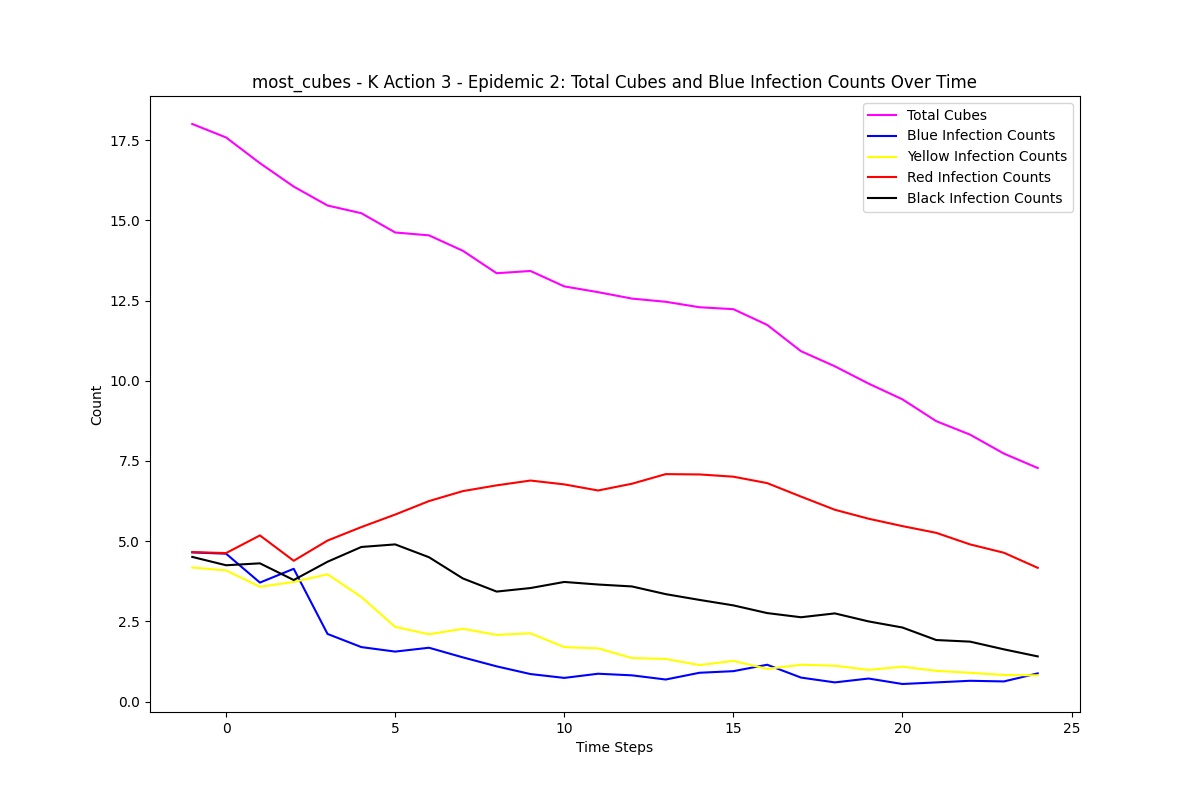 most_cubes - K Action 3 - Epidemic 2: Total Cubes and Blue Infection Counts Over Time
Total Cubes
Blue Infection Counts
Yellow Infection Counts
Red Infection Counts
Black Infection Counts
17.5
15.0
12.5
10.0
7.5
5.0
2.5
0.0
Count
0 5 10 15 20 25
Time Steps